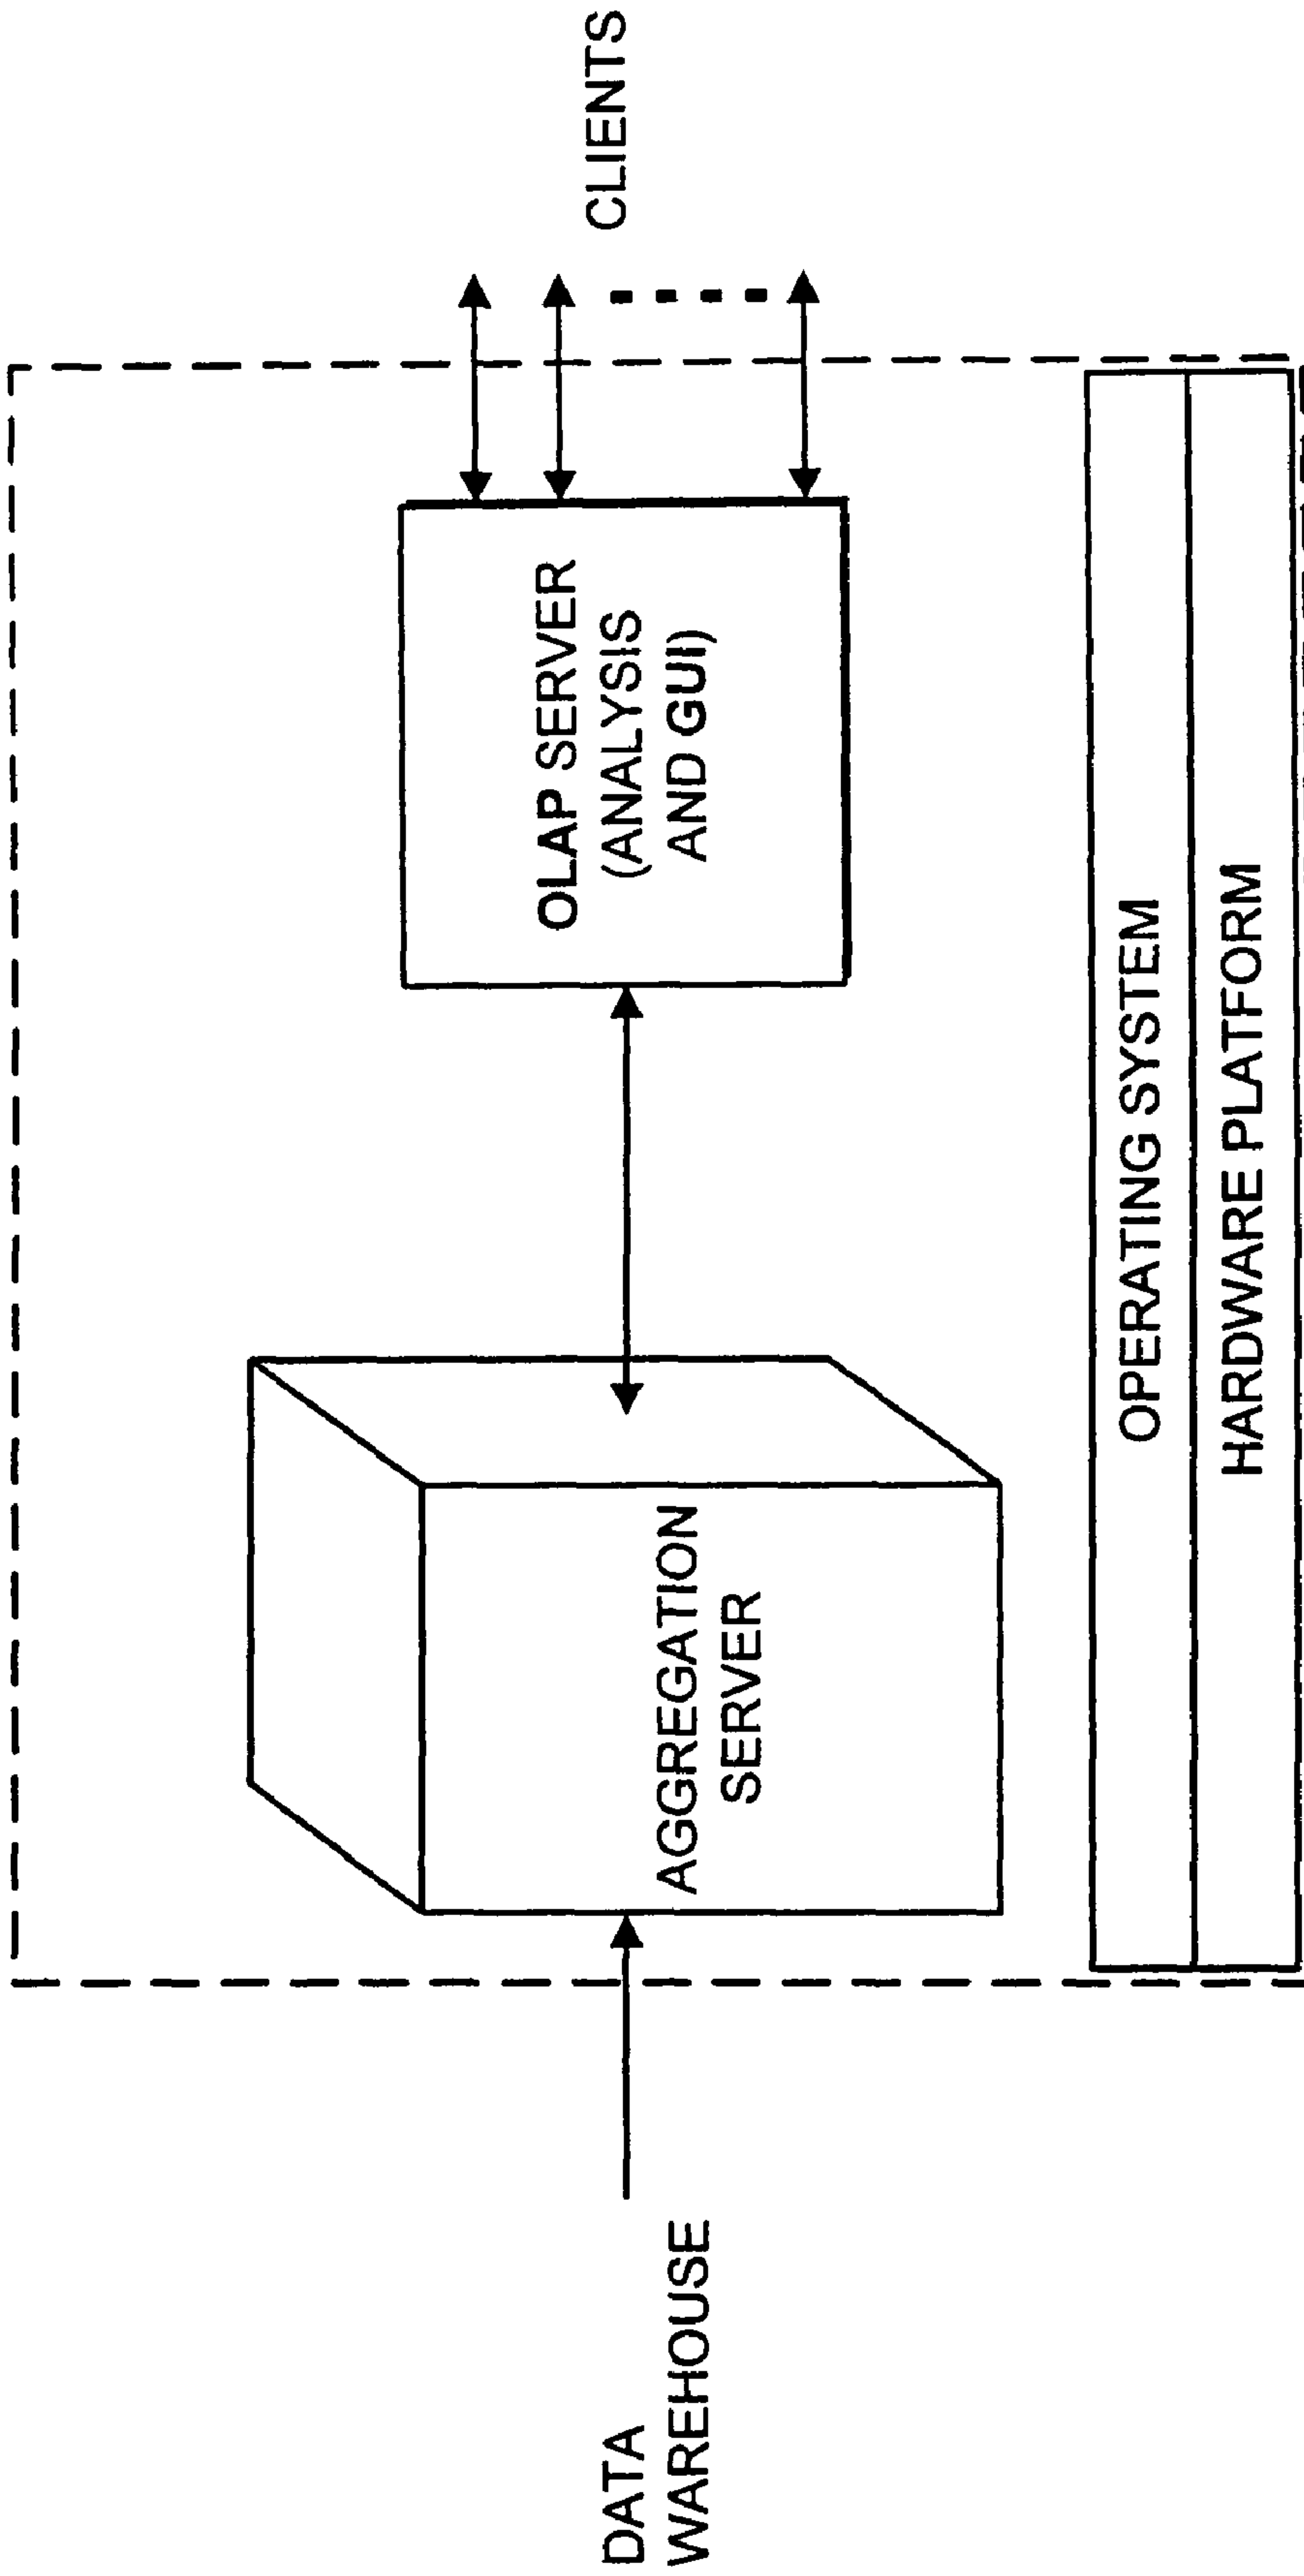 DATA
WAREHOUSE
AGGREGATION
SERVER
OLAP SERVER
(ANALYSIS
AND GUI)
CLIENTS
OPERATING SYSTEM
HARDWARE PLATFORM